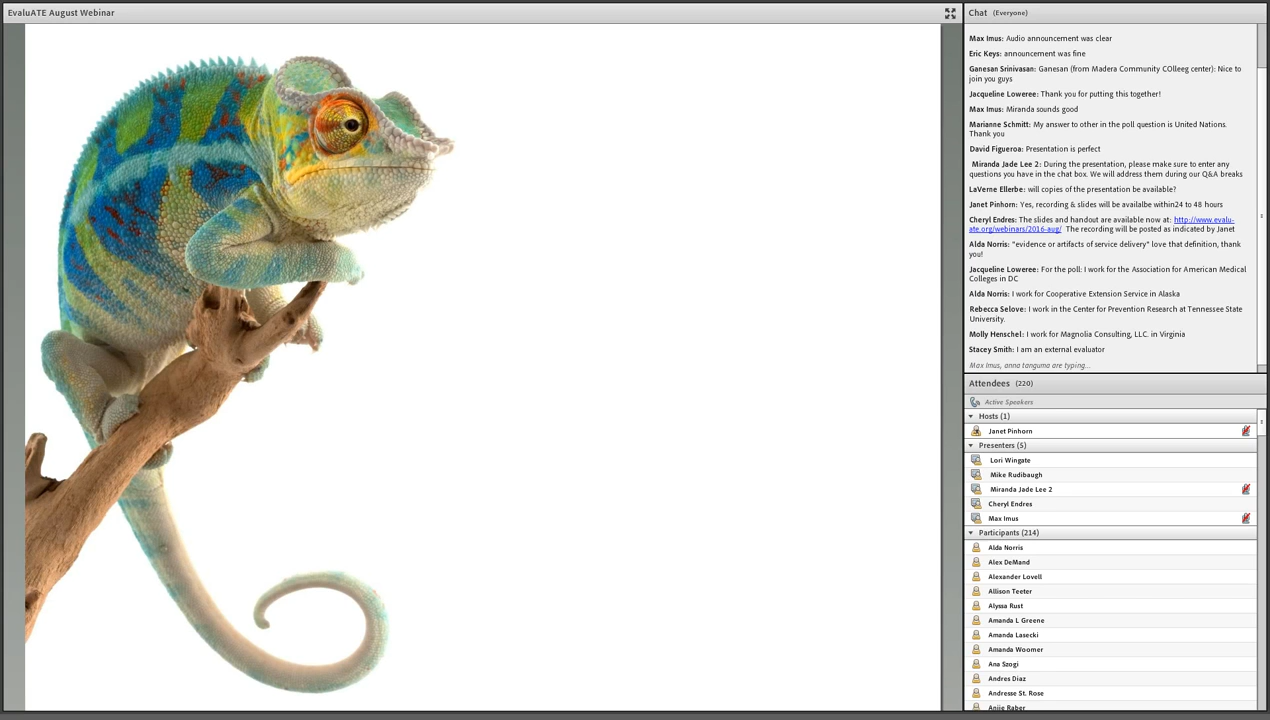 EvaluATE August Webinar
Chat (Everyone)
Max Imus: Audio announcement was clear
Eric Keys: announcement was fine
Ganesan Srinivasan: Ganesan (from Madera Community COlleeg center): Nice to
join you guys
Jacqueline Loweree: Thank you for putting this together!
Max Imus: Miranda sounds good
Marianne Schmitt: My answer to other in the poll question is United Nations.
Thank you
David Figueroa: Presentation is perfect
Miranda Jade Lee 2: During the presentation, please make sure to enter any
questions you have in the chat box. We will address them during our Q&A breaks
LaVerne Ellerbe: will copies of the presentation be available?
Janet Pinhorn: Yes, recording & slides will be availalbe within24 to 48 hours
Cheryl Endres: The slides and handout are available now at: http://www.evalu-
ate.org/webinars/2016-aug/ The recording will be posted as indicated by Janet
Alda Norris: "evidence or artifacts of service delivery" love that definition, thank
you!
Jacqueline Loweree: For the poll: I work for the Association for American Medical
Colleges in DC
Alda Norris: I work for Cooperative Extension Service in Alaska
Rebecca Selove: I work in the Center for Prevention Research at Tennessee State
University.
Molly Henschel: I work for Magnolia Consulting, LLC. in Virginia
Stacey Smith: I am an external evaluator
Max Imus, anna tanguma are typing...
Attendees (220)
Active Speakers
Hosts (1)
Janet Pinhorn
Presenters (5)
Lori Wingate
Mike Rudibaugh
Miranda Jade Lee 2
Cheryl Endres
Max Imus
Participants (214)
Alda Norris
Alex DeMand
Alexander Lovell
Allison Teeter
Alyssa Rust
Amanda L Greene
Amanda Lasecki
Amanda Woomer
Ana Szogi
Andres Diaz
Andresse St. Rose